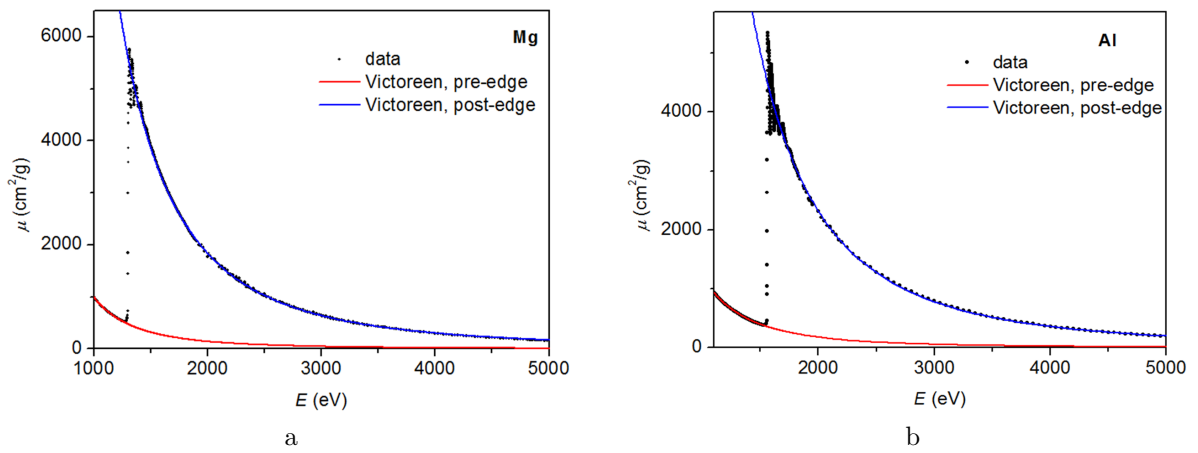 6000
4000
2000
0
μ (cm²/g)
Mg
data
Victoreen, pre-edge
Victoreen, post-edge
1000 2000 3000 4000 5000
E (eV)
a
4000
2000
0
μ (cm²/g)
Al
data
Victoreen, pre-edge
Victoreen, post-edge
2000 3000 4000 5000
E (eV)
b